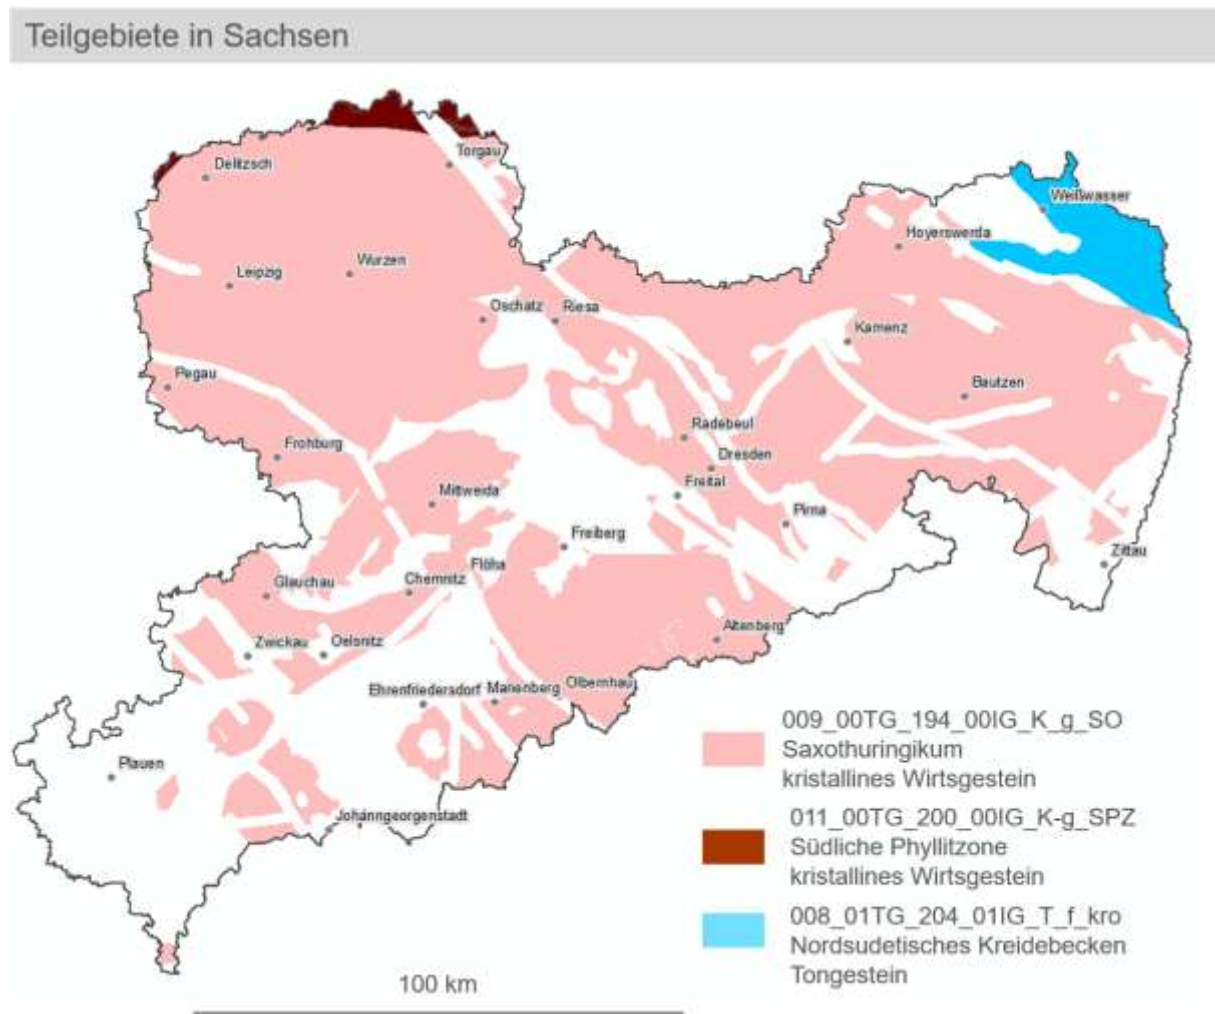 Teilgebiete in Sachsen
Torgau
Delitzsch
Weißwasser
Hoyerswerda
Leipzig
Wurzen
Oschatz
Riesa
Kamenz
Pegau
Bautzen
Radebeul
Frohburg
Dresden
Freital
Mittweida
Pirna
Freiberg
Zittau
Flöha
Glauchau
Chemnitz
Altenberg
Zwickau
Oelsnitz
Ehrenfriedersdorf
Marienberg
Olbernhau
Plauen
Johanngeorgenstadt
009_00TG_194_00IG_K_g_SO
Saxothuringikum
kristallines Wirtsgestein
011_00TG_200_00IG_K-g_SPZ
Südliche Phyllitzone
kristallines Wirtsgestein
008_01TG_204_01IG_T_f_kro
Nordsudetisches Kreidebecken
Tongestein
100 km